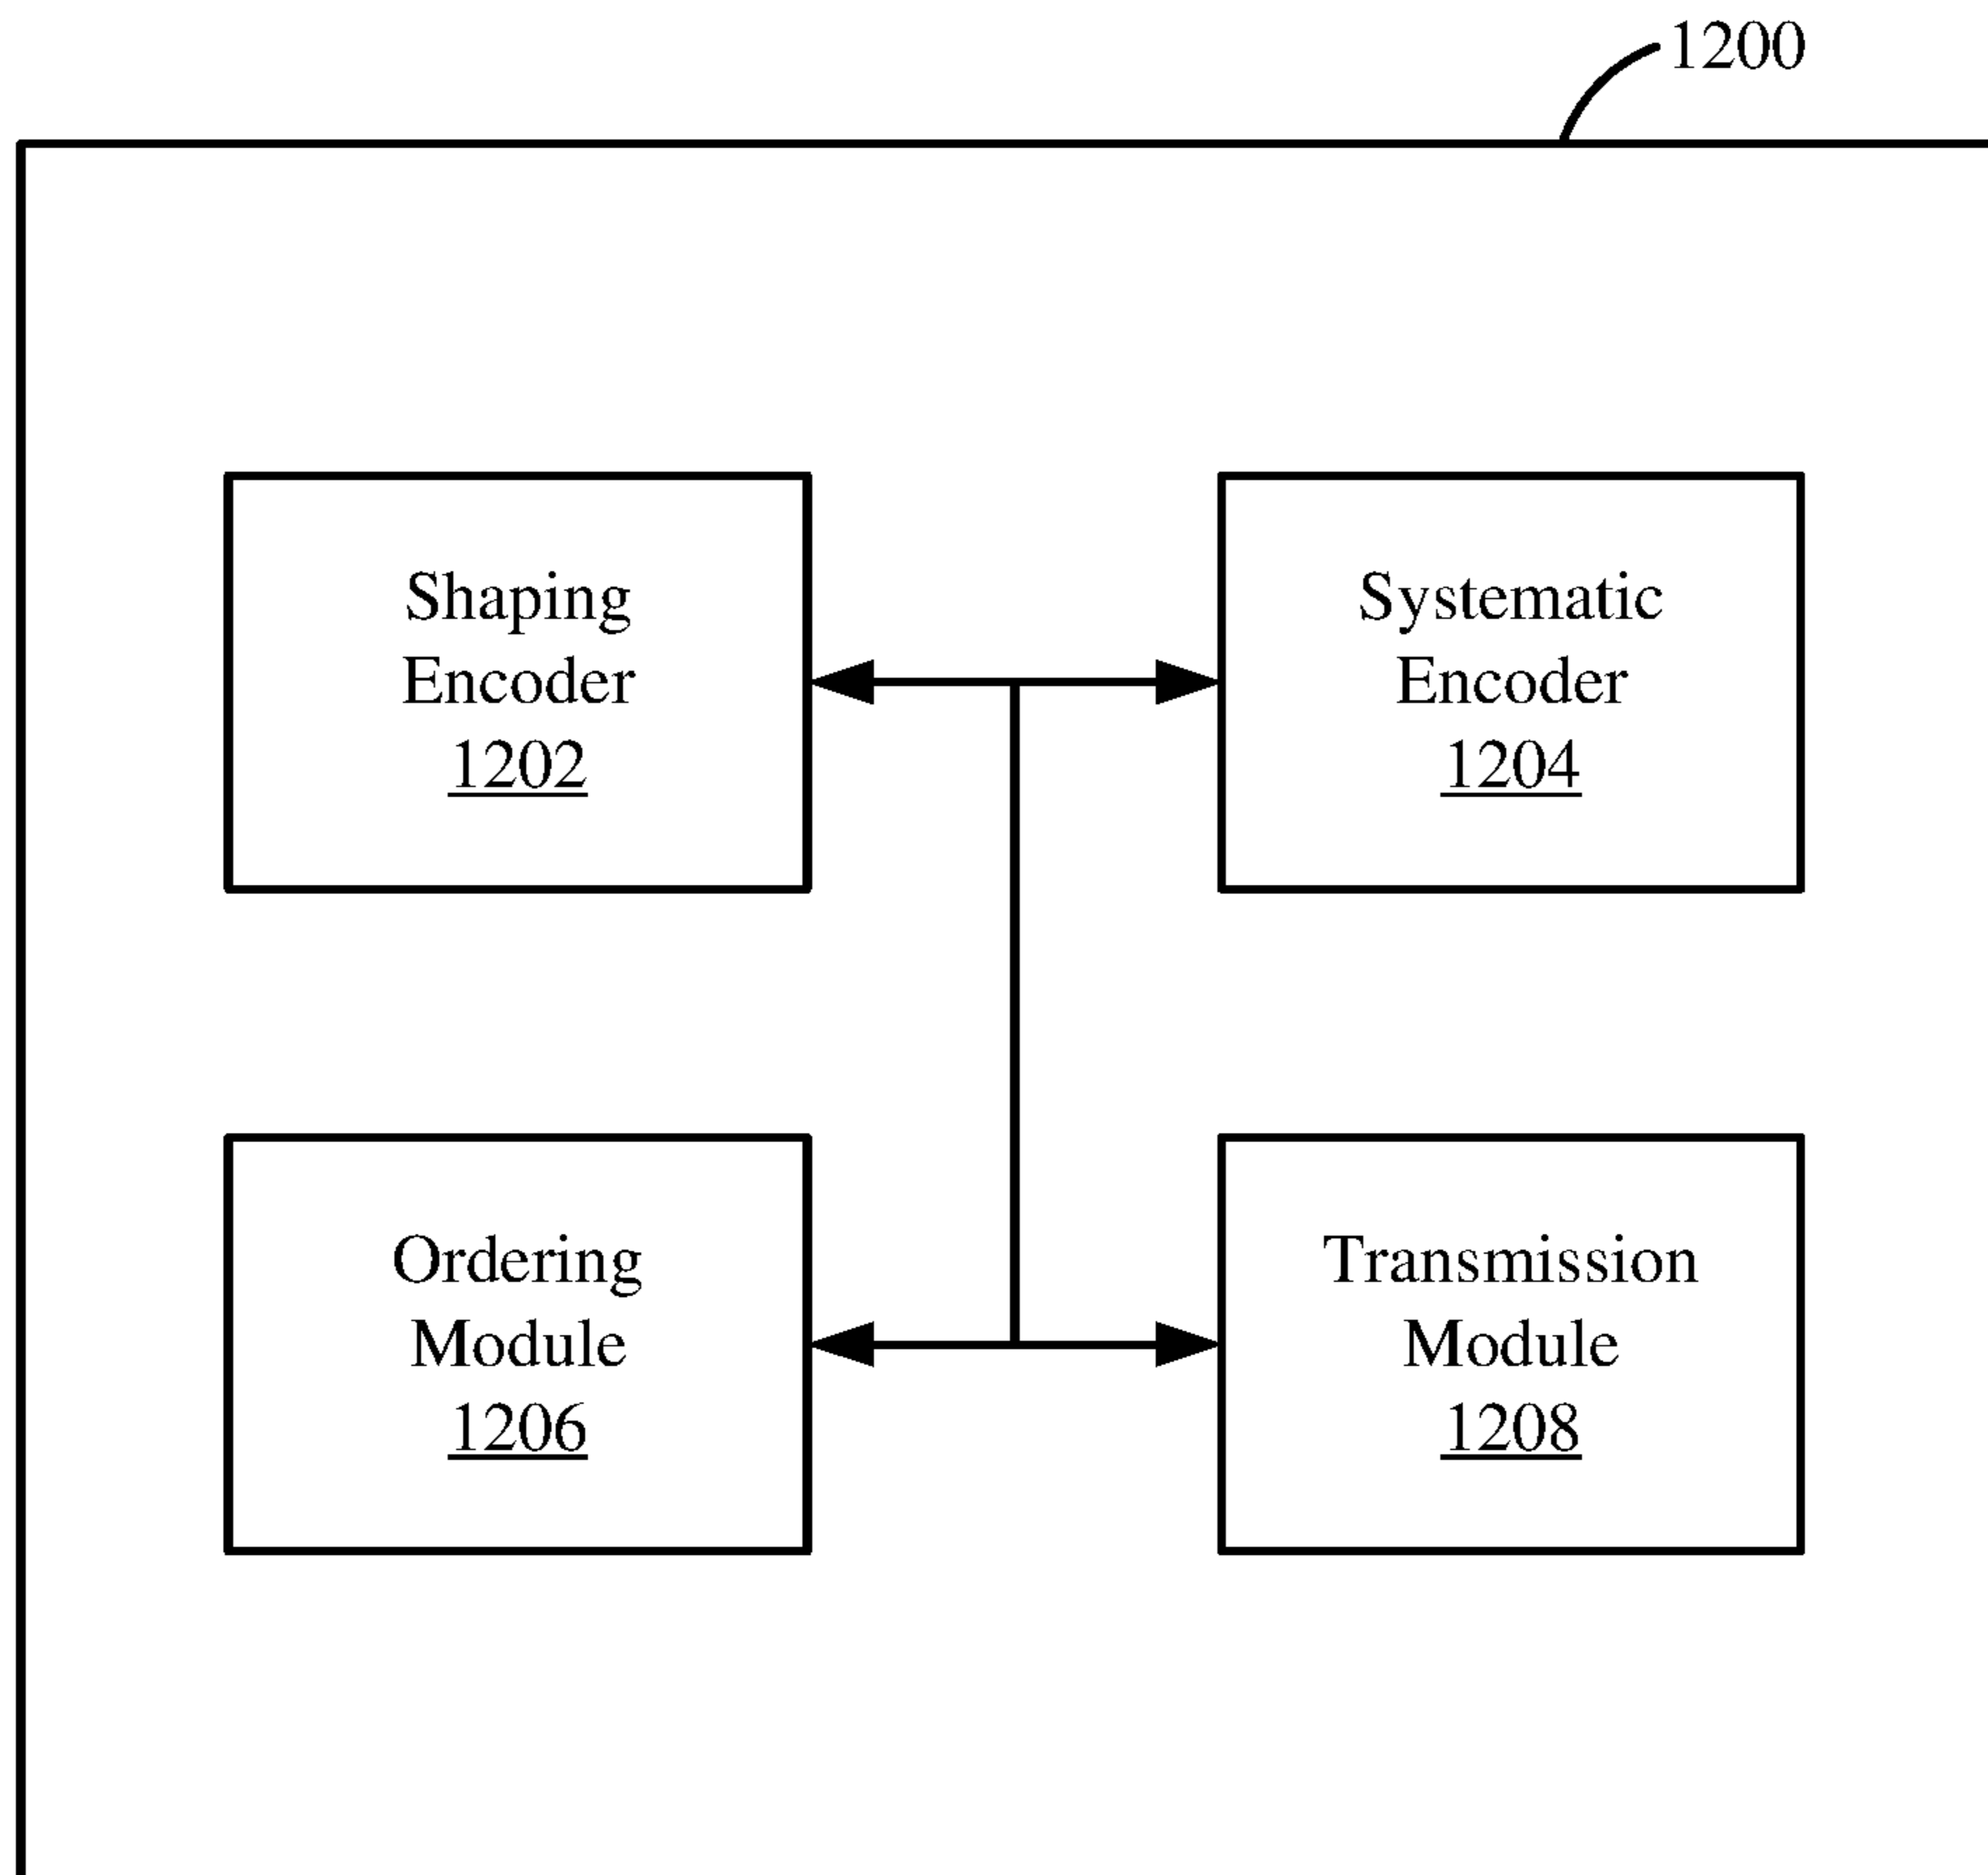 1200
Shaping
Encoder
1202
Systematic
Encoder
1204
Ordering
Module
1206
Transmission
Module
1208